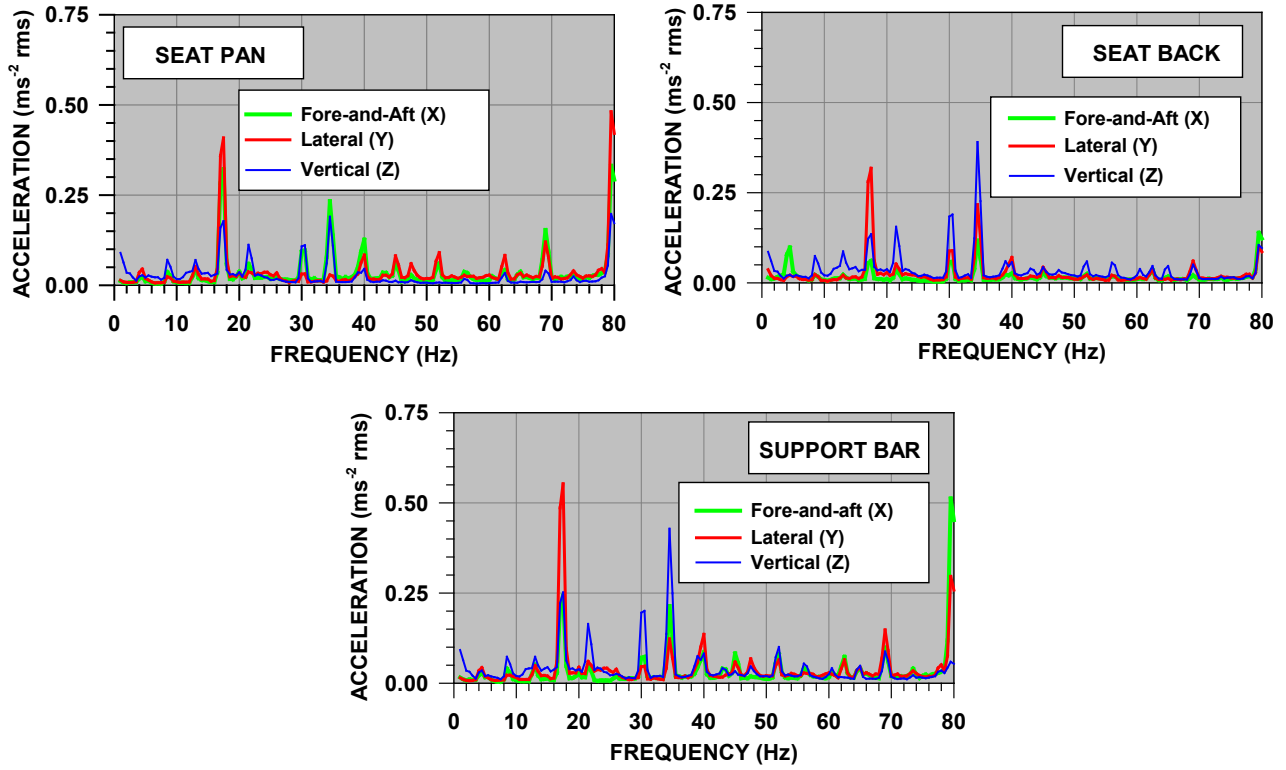 SEAT PAN
Fore-and-Aft (X)
Lateral (Y)
Vertical (Z)
ACCELERATION (ms-2 rms)
0.75
0.50
0.25
0.00
0 10 20 30 40 50 60 70 80
FREQUENCY (Hz)
SEAT BACK
Fore-and-Aft (X)
Lateral (Y)
Vertical (Z)
ACCELERATION (ms-2 rms)
0.75
0.50
0.25
0.00
0 10 20 30 40 50 60 70 80
FREQUENCY (Hz)
SUPPORT BAR
Fore-and-aft (X)
Lateral (Y)
Vertical (Z)
ACCELERATION (ms-2 rms)
0.75
0.50
0.25
0.00
0 10 20 30 40 50 60 70 80
FREQUENCY (Hz)